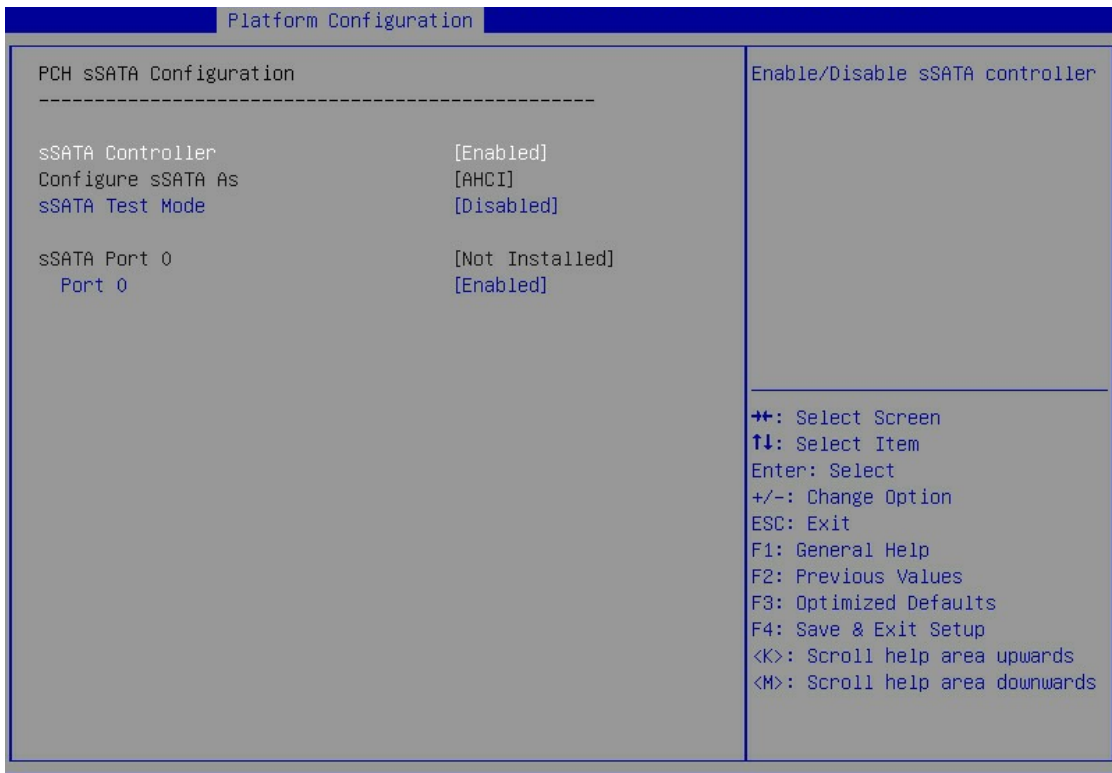 Platform Configuration
PCH sSATA Configuration
--------------------------------------------------
sSATA Controller [Enabled]
Configure sSATA As [AHCI]
sSATA Test Mode [Disabled]
sSATA Port 0 [Not Installed]
Port 0 [Enabled]
Enable/Disable sSATA controller
→←: Select Screen
↑↓: Select Item
Enter: Select
+/-: Change Option
ESC: Exit
F1: General Help
F2: Previous Values
F3: Optimized Defaults
F4: Save & Exit Setup
<K>: Scroll help area upwards
<M>: Scroll help area downwards